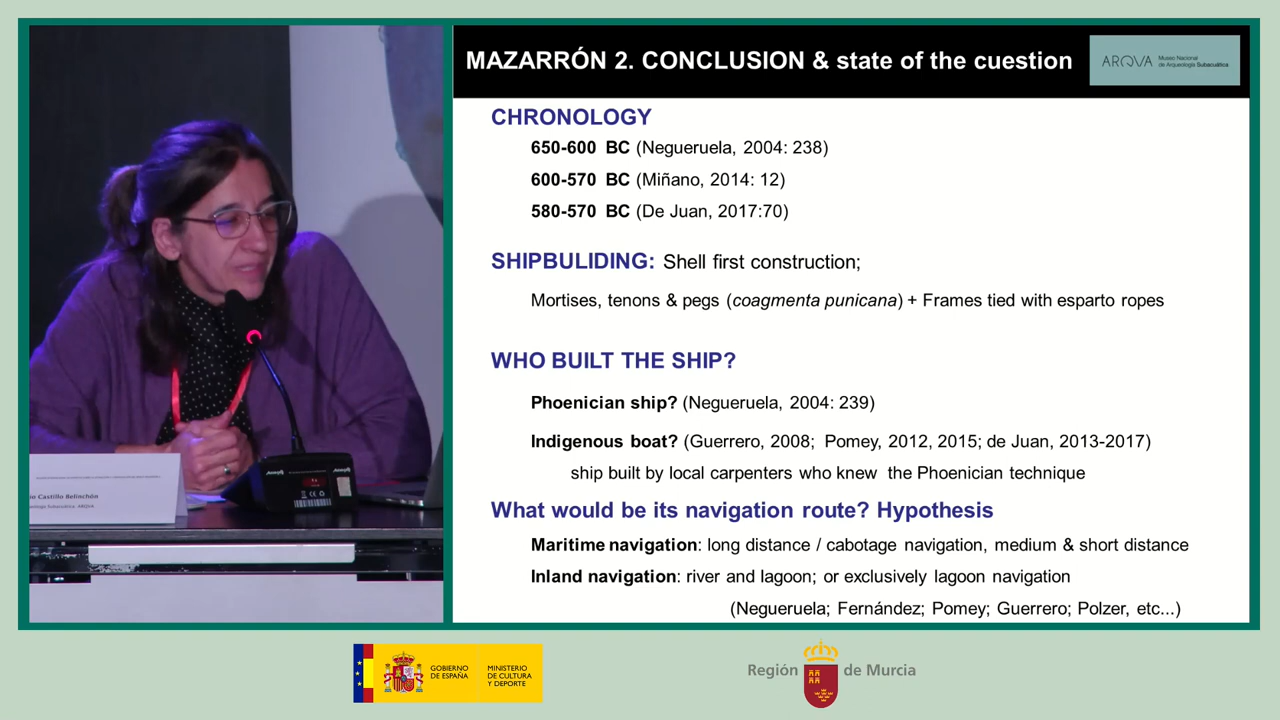 MAZARRÓN 2. CONCLUSION & state of the cuestion
ARQVA Museo Nacional de Arqueología Subacuática
CHRONOLOGY
650-600 BC (Negueruela, 2004: 238)
600-570 BC (Miñano, 2014: 12)
580-570 BC (De Juan, 2017:70)
SHIPBULIDING: Shell first construction;
Mortises, tenons & pegs (coagmenta punicana) + Frames tied with esparto ropes
WHO BUILT THE SHIP?
Phoenician ship? (Negueruela, 2004: 239)
Indigenous boat? (Guerrero, 2008; Pomey, 2012, 2015; de Juan, 2013-2017)
ship built by local carpenters who knew the Phoenician technique
What would be its navigation route? Hypothesis
Maritime navigation: long distance / cabotage navigation, medium & short distance
Inland navigation: river and lagoon; or exclusively lagoon navigation
(Negueruela; Fernández; Pomey; Guerrero; Polzer, etc...)
io Castillo Belinchón
Subacuática ARQVA
GOBIERNO DE ESPAÑA
MINISTERIO DE CULTURA Y DEPORTE
Región de Murcia